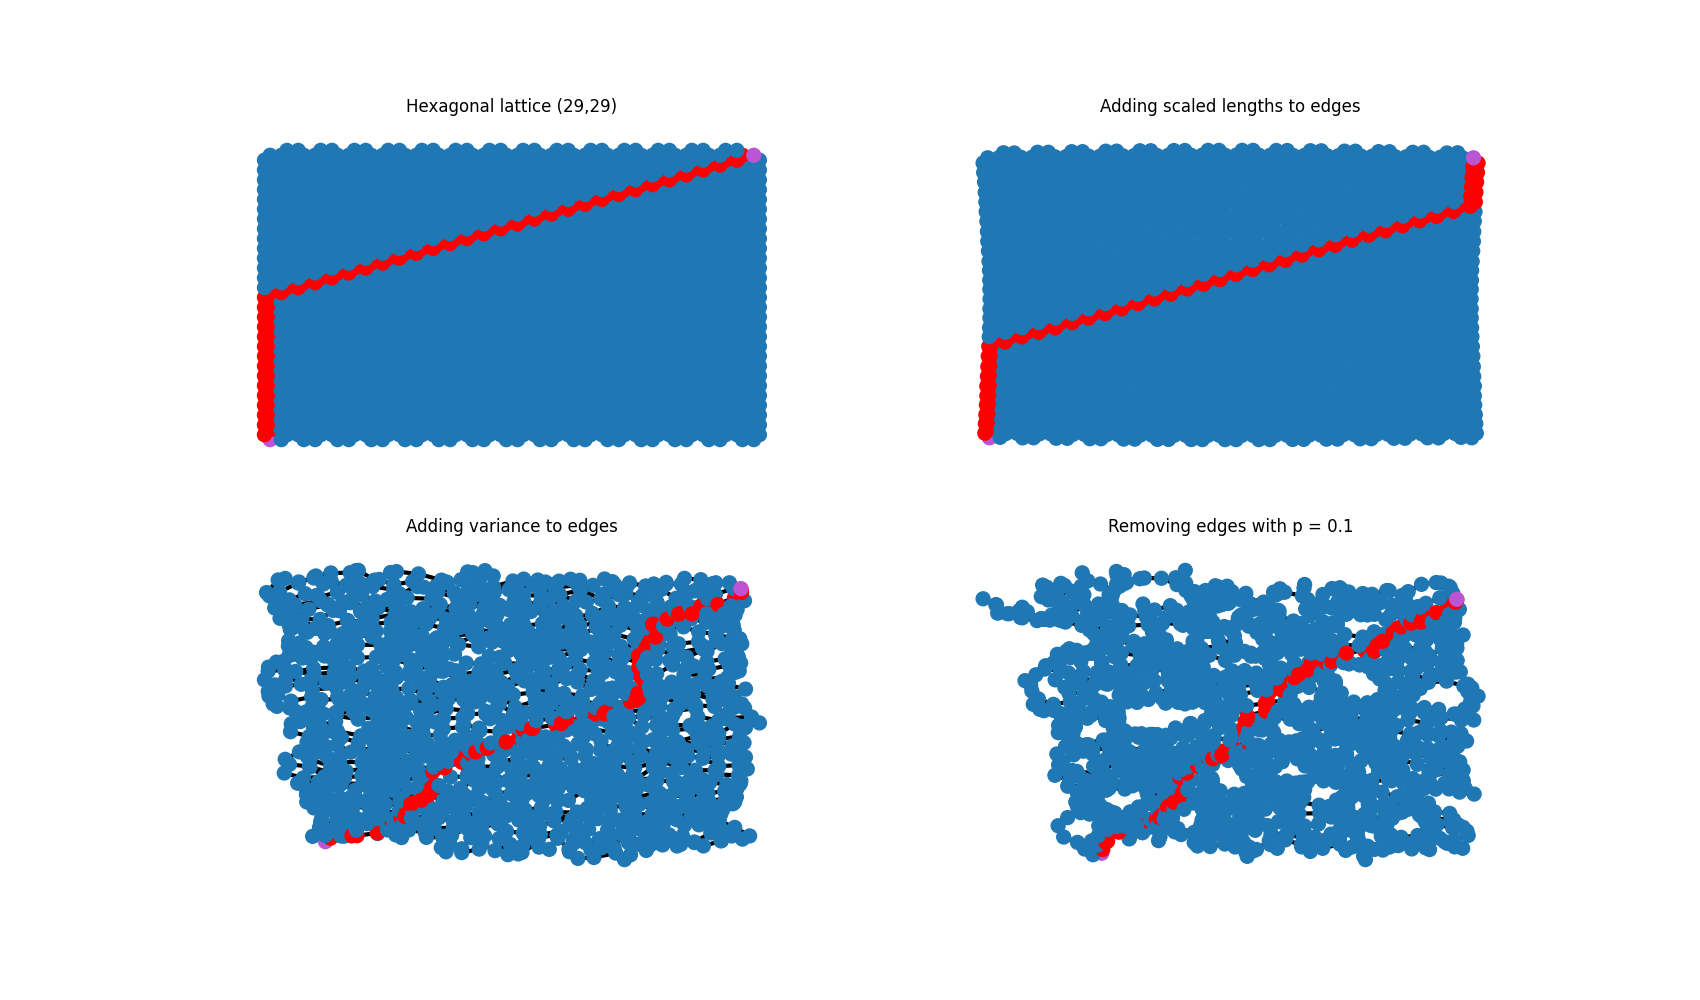 Hexagonal lattice (29,29)
Adding scaled lengths to edges
Adding variance to edges
Removing edges with p = 0.1